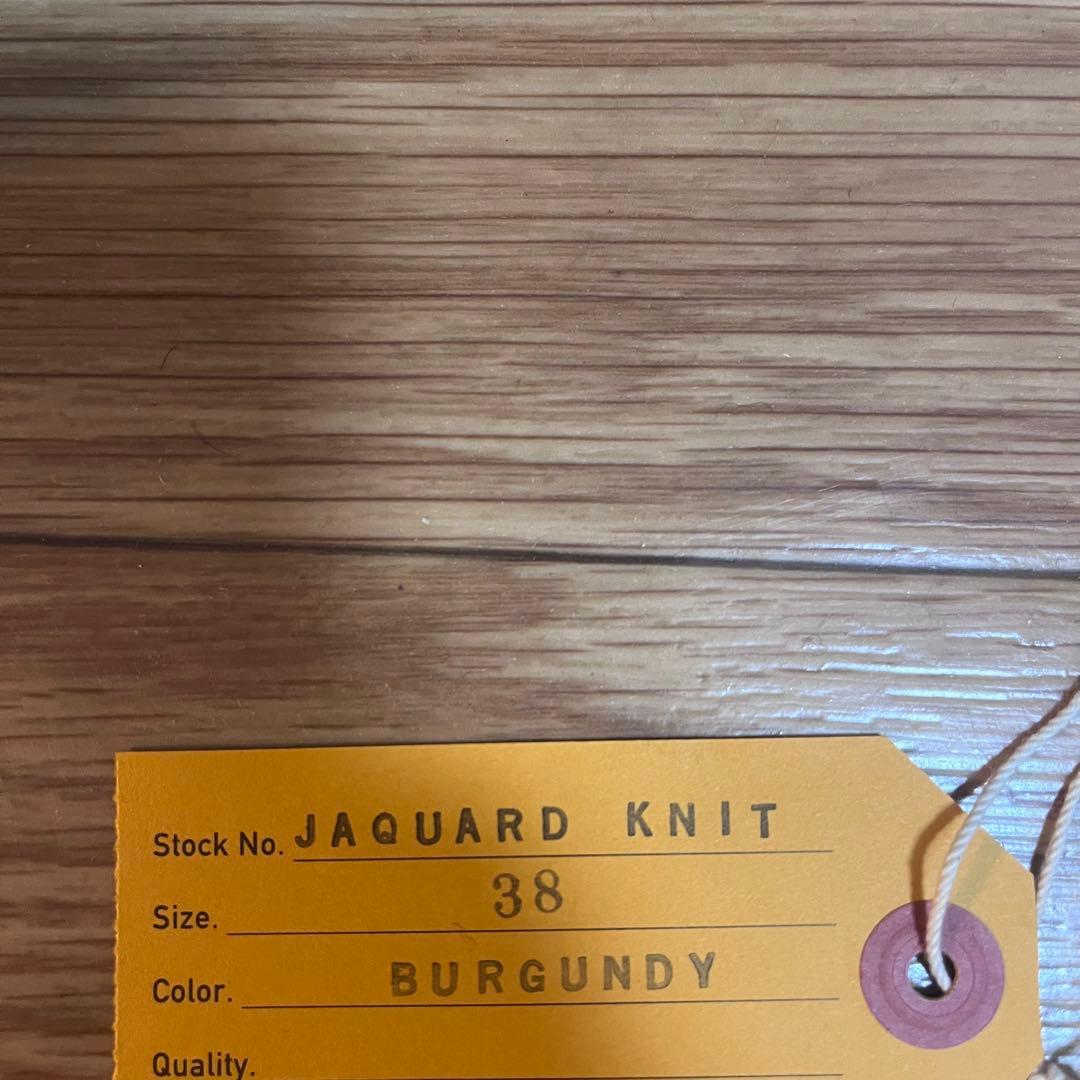 Stock No. JAQUARD KNIT
Size. 38
Color. BURGUNDY
Quality.